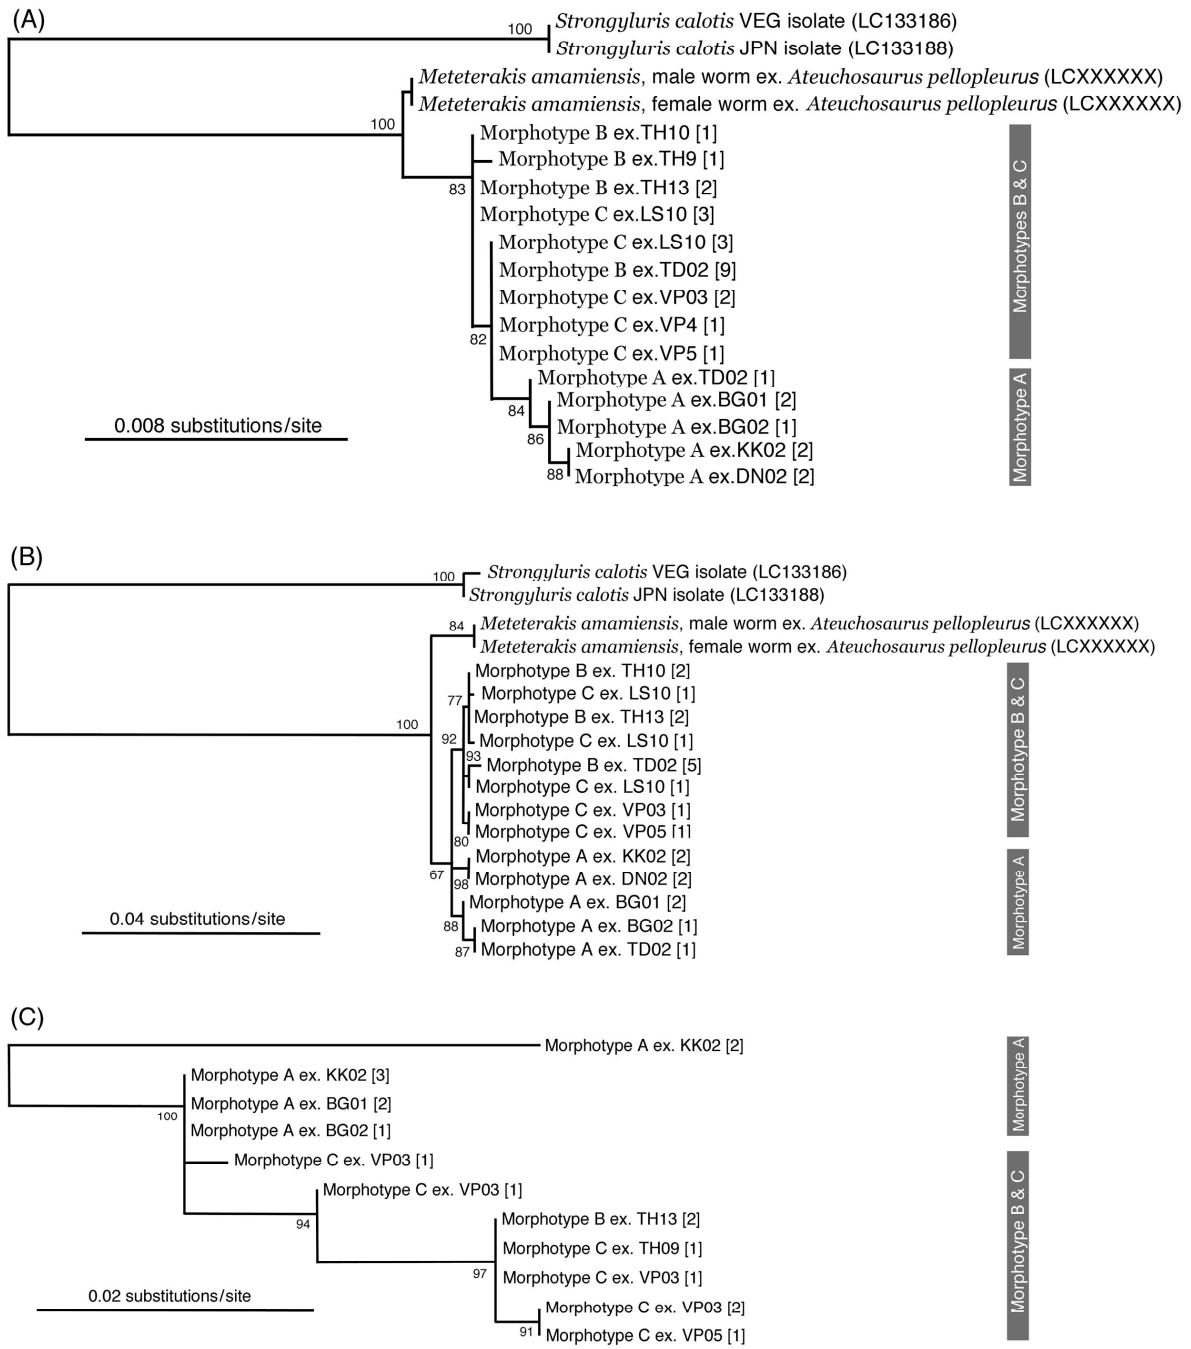 (A)
100
Strongyluris calotis VEG isolate (LC133186)
Strongyluris calotis JPN isolate (LC133188)
Meteterakis amamiensis, male worm ex. Ateuchosaurus pellopleurus (LCXXXXXX)
Meteterakis amamiensis, female worm ex. Ateuchosaurus pellopleurus (LCXXXXXX)
100
Morphotype B ex.TH10 [1]
Morphotype B ex.TH9 [1]
83
Morphotype B ex.TH13 [2]
Morphotype C ex.LS10 [3]
Morphotype C ex.LS10 [3]
Morphotype B ex.TD02 [9]
Morphotype C ex.VP03 [2]
Morphotype C ex.VP4 [1]
82
Morphotype C ex.VP5 [1]
Morphotypes B & C
Morphotype A ex.TD02 [1]
84
Morphotype A ex.BG01 [2]
Morphotype A ex.BG02 [1]
86
Morphotype A ex.KK02 [2]
88
Morphotype A ex.DN02 [2]
Morphotype A
0.008 substitutions/site
(B)
100
Strongyluris calotis VEG isolate (LC133186)
Strongyluris calotis JPN isolate (LC133188)
84
Meteterakis amamiensis, male worm ex. Ateuchosaurus pellopleurus (LCXXXXXX)
Meteterakis amamiensis, female worm ex. Ateuchosaurus pellopleurus (LCXXXXXX)
100
Morphotype B ex. TH10 [2]
77
Morphotype C ex. LS10 [1]
Morphotype B ex. TH13 [2]
92
Morphotype C ex. LS10 [1]
93
Morphotype B ex. TD02 [5]
Morphotype C ex. LS10 [1]
Morphotype C ex. VP03 [1]
Morphotype C ex. VP05 [1]
80
Morphotype B & C
Morphotype A ex. KK02 [2]
67
98
Morphotype A ex. DN02 [2]
Morphotype A ex. BG01 [2]
88
Morphotype A ex. BG02 [1]
87
Morphotype A ex. TD02 [1]
Morphotype A
0.04 substitutions/site
(C)
Morphotype A ex. KK02 [2]
Morphotype A ex. KK02 [3]
Morphotype A ex. BG01 [2]
100
Morphotype A ex. BG02 [1]
Morphotype A
Morphotype C ex. VP03 [1]
Morphotype C ex. VP03 [1]
94
Morphotype B ex. TH13 [2]
Morphotype C ex. TH09 [1]
97
Morphotype C ex. VP03 [1]
Morphotype C ex. VP03 [2]
91
Morphotype C ex. VP05 [1]
Morphotype B & C
0.02 substitutions/site